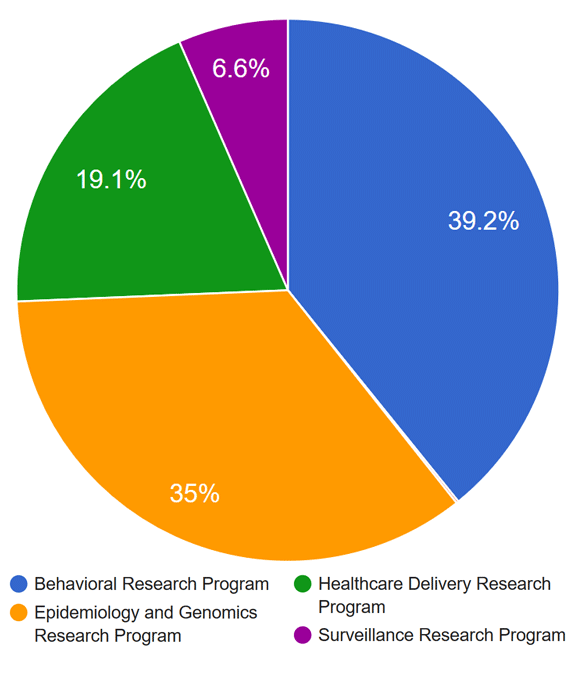 6.6%
39.2%
19.1%
35%
Behavioral Research Program
Epidemiology and Genomics
Research Program
Healthcare Delivery Research
Program
Surveillance Research Program